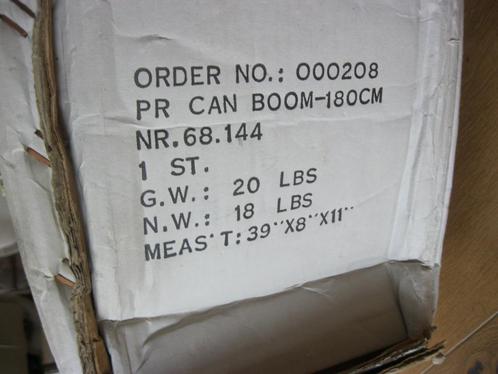 ORDER NO.: 000208
PR CAN BOOM-180CM
NR.68.144
1 ST.
G.W.: 20 LBS
N.W.: 18 LBS
MEAS'T: 39''X8''X11''